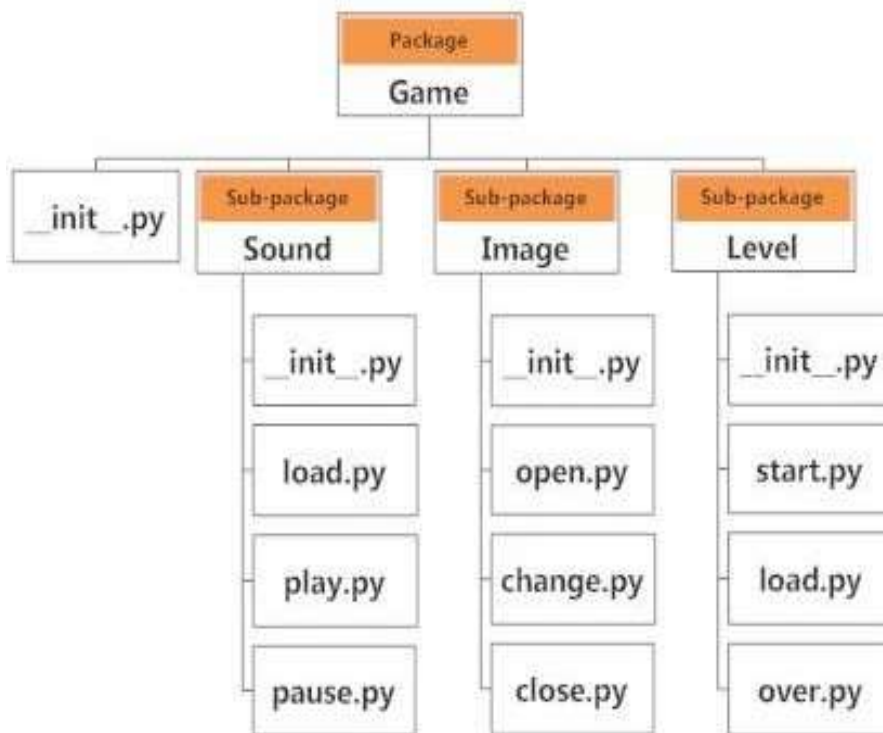 Package
Game
__init__.py
Sub-package
Sound
__init__.py
load.py
play.py
pause.py
Sub-package
Image
__init__.py
open.py
change.py
close.py
Sub-package
Level
__init__.py
start.py
load.py
over.py